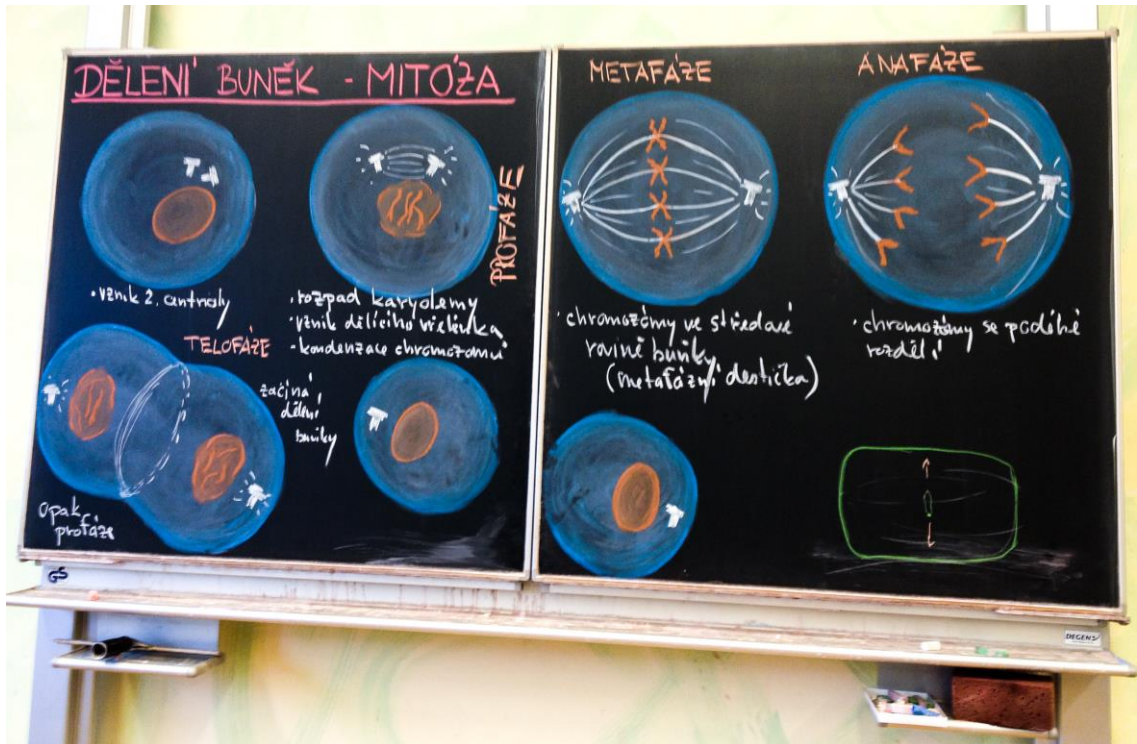 DĚLENÍ BUNĚK - MITÓZA
PROFÁZE
• vznik 2. centrioly
• rozpad karyolemy
• vznik dělícího vřeténka
• kondenzace chromozomů
TELOFÁZE
začíná
dělení
buňky
Opak
profáze
METAFÁZE
• chromozómy ve středové
rovině buňky
(metafázní destička)
ANAFÁZE
• chromozómy se podélně
rozdělí
GS
DEGEN